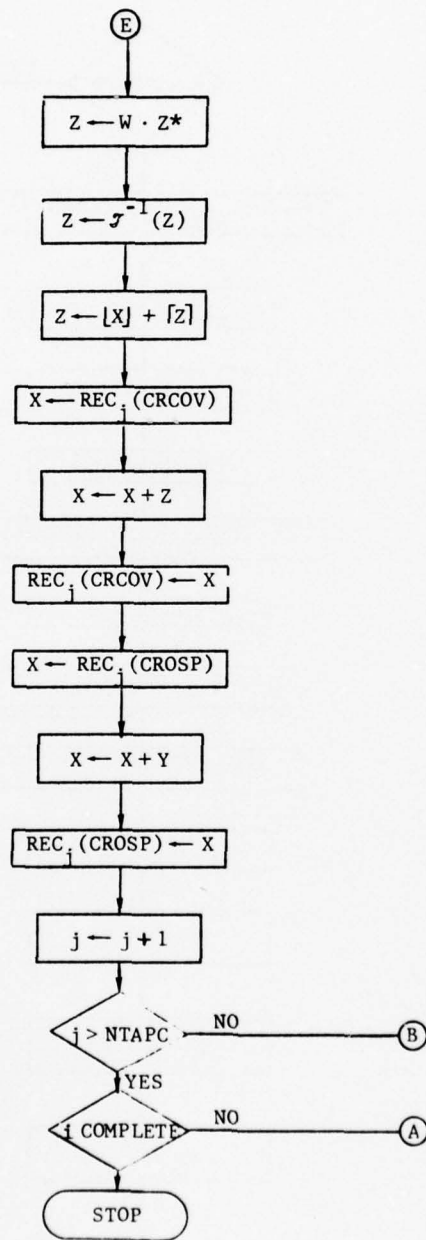 E
Z ← W · Z*
Z ← 𝓕⁻¹(Z)
Z ← ⌊X⌋ + ⌈Z⌉
X ← REC_j(CRCOV)
X ← X + Z
REC_j(CRCOV) ← X
X ← REC_j(CROSP)
X ← X + Y
REC_j(CROSP) ← X
j ← j + 1
j > NTAPC
NO
B
YES
i COMPLETE
NO
A
STOP